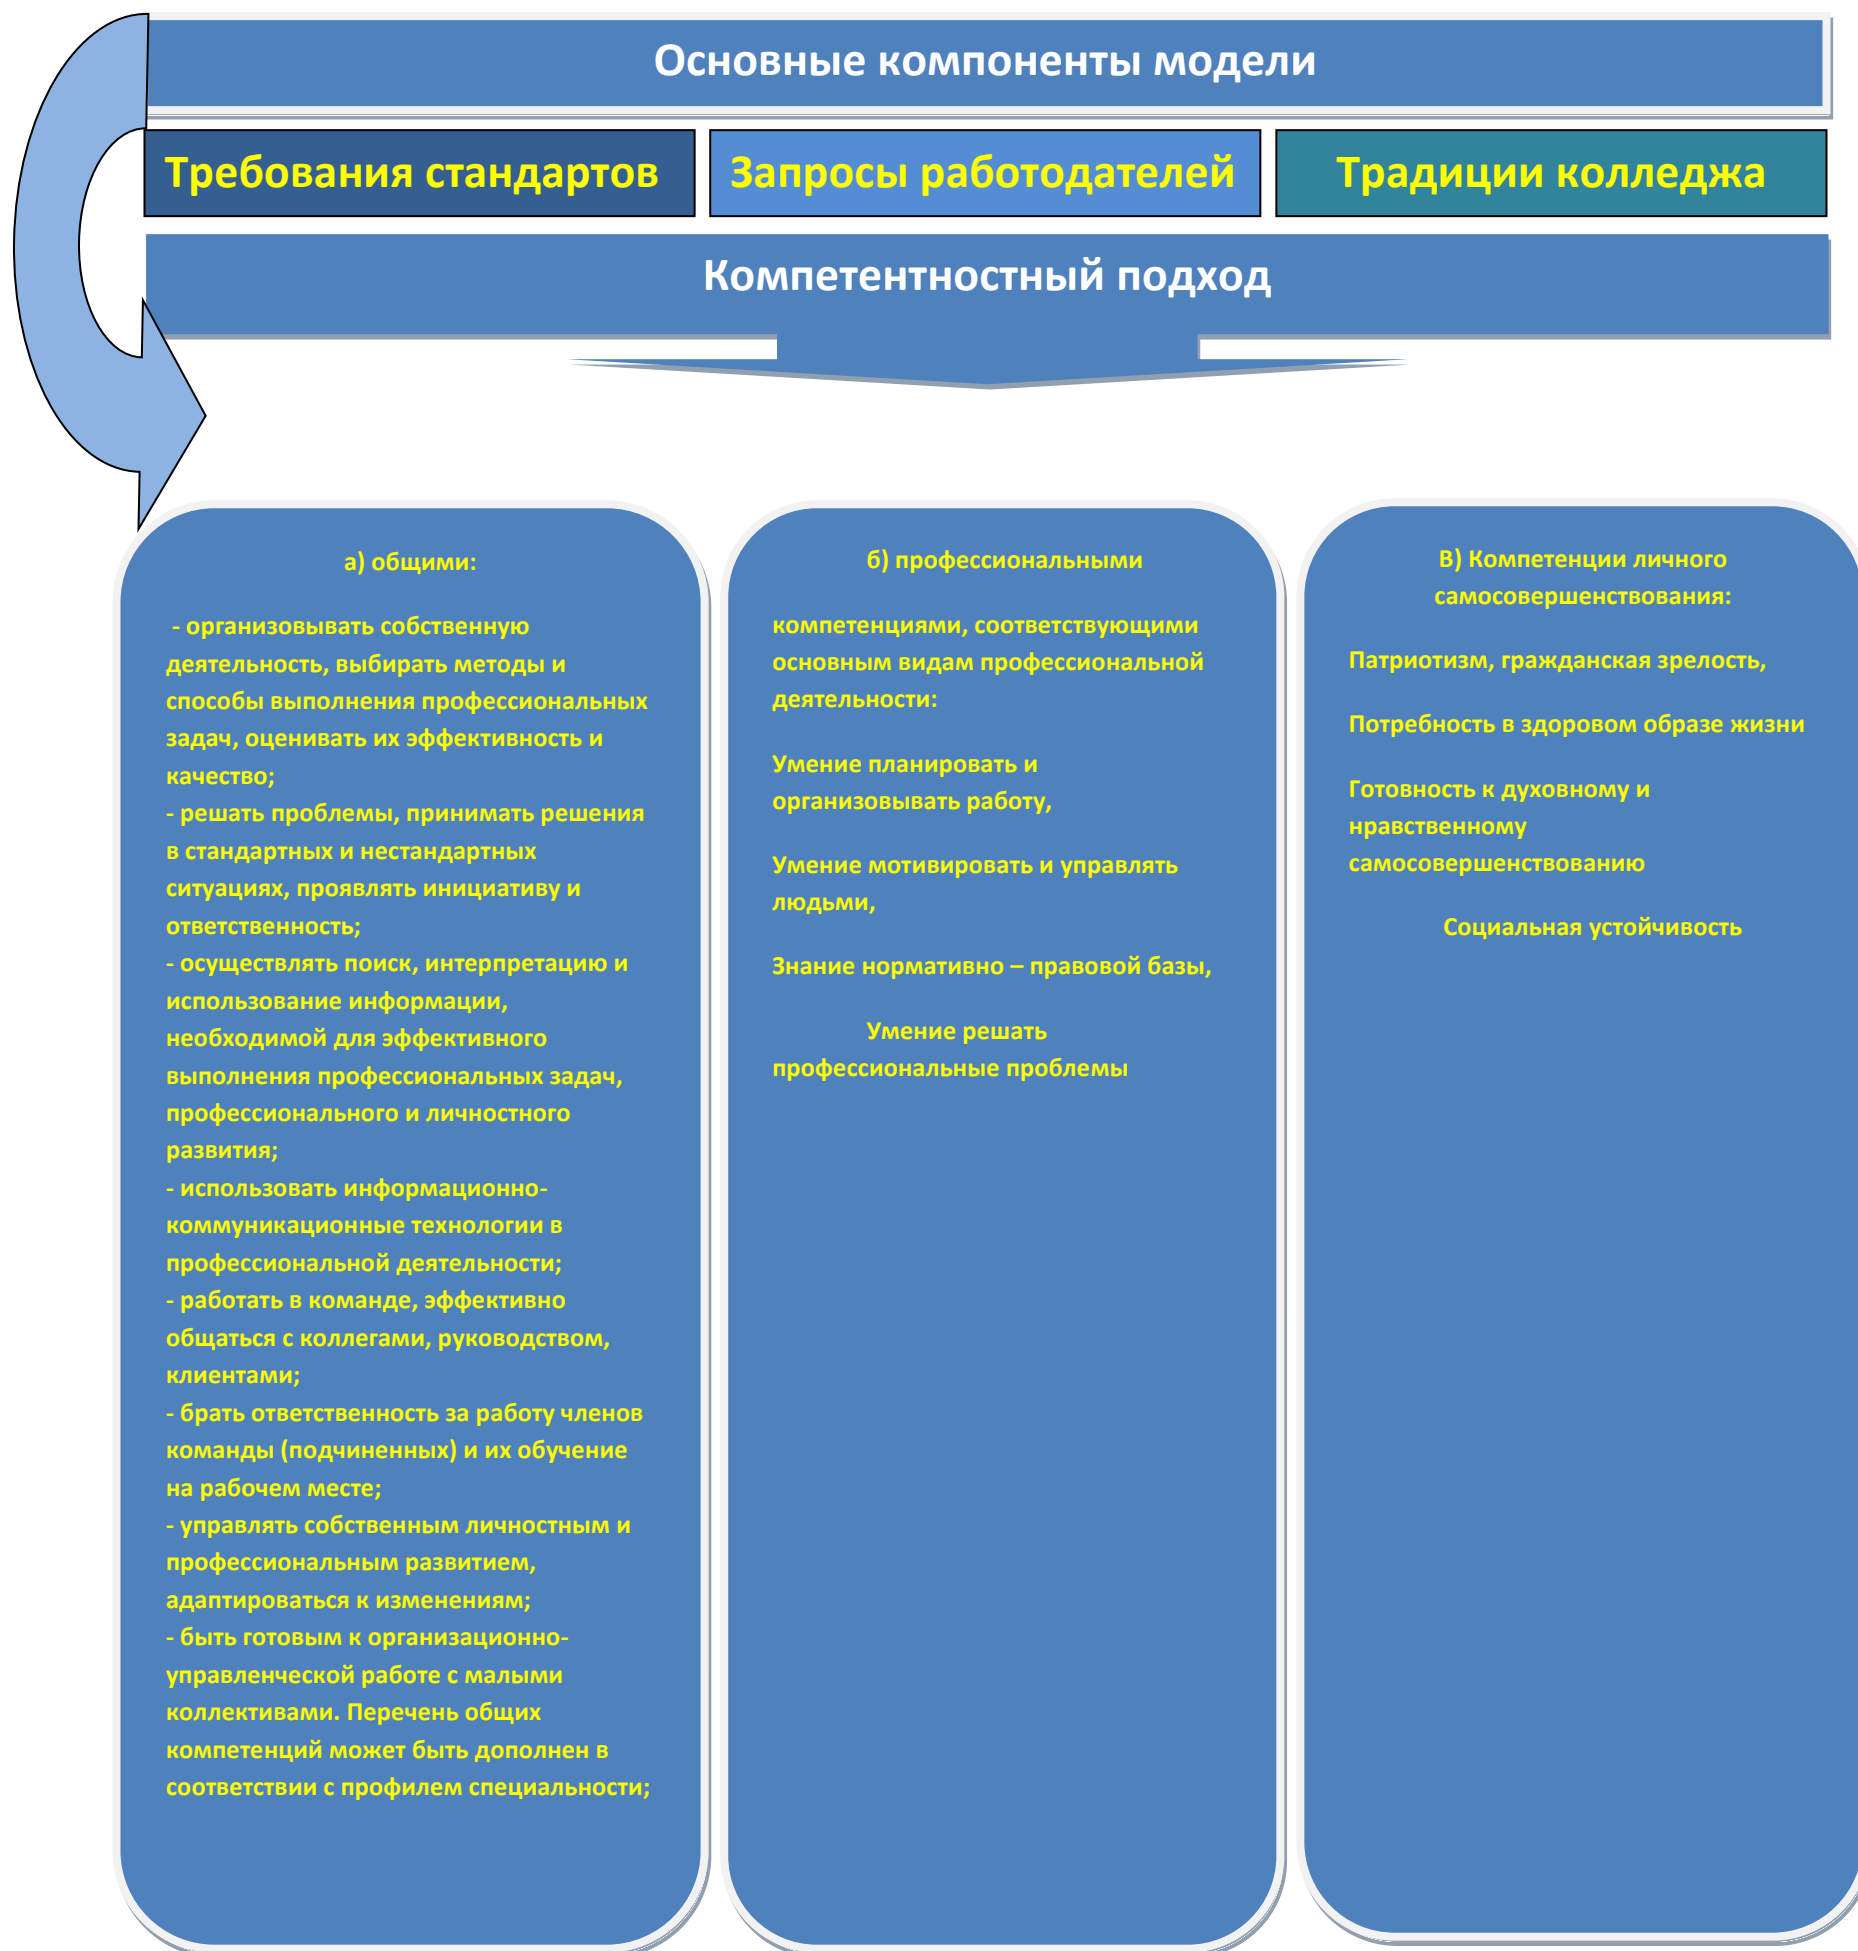 Основные компоненты модели
Требования стандартов
Запросы работодателей
Традиции колледжа
Компетентностный подход
а) общими:
- организовывать собственную
деятельность, выбирать методы и
способы выполнения профессиональных
задач, оценивать их эффективность и
качество;
- решать проблемы, принимать решения
в стандартных и нестандартных
ситуациях, проявлять инициативу и
ответственность;
- осуществлять поиск, интерпретацию и
использование информации,
необходимой для эффективного
выполнения профессиональных задач,
профессионального и личностного
развития;
- использовать информационно-
коммуникационные технологии в
профессиональной деятельности;
- работать в команде, эффективно
общаться с коллегами, руководством,
клиентами;
- брать ответственность за работу членов
команды (подчиненных) и их обучение
на рабочем месте;
- управлять собственным личностным и
профессиональным развитием,
адаптироваться к изменениям;
- быть готовым к организационно-
управленческой работе с малыми
коллективами. Перечень общих
компетенций может быть дополнен в
соответствии с профилем специальности;
б) профессиональными
компетенциями, соответствующими
основным видам профессиональной
деятельности:
Умение планировать и
организовывать работу,
Умение мотивировать и управлять
людьми,
Знание нормативно – правовой базы,
Умение решать
профессиональные проблемы
В) Компетенции личного
самосовершенствования:
Патриотизм, гражданская зрелость,
Потребность в здоровом образе жизни
Готовность к духовному и
нравственному
самосовершенствованию
Социальная устойчивость